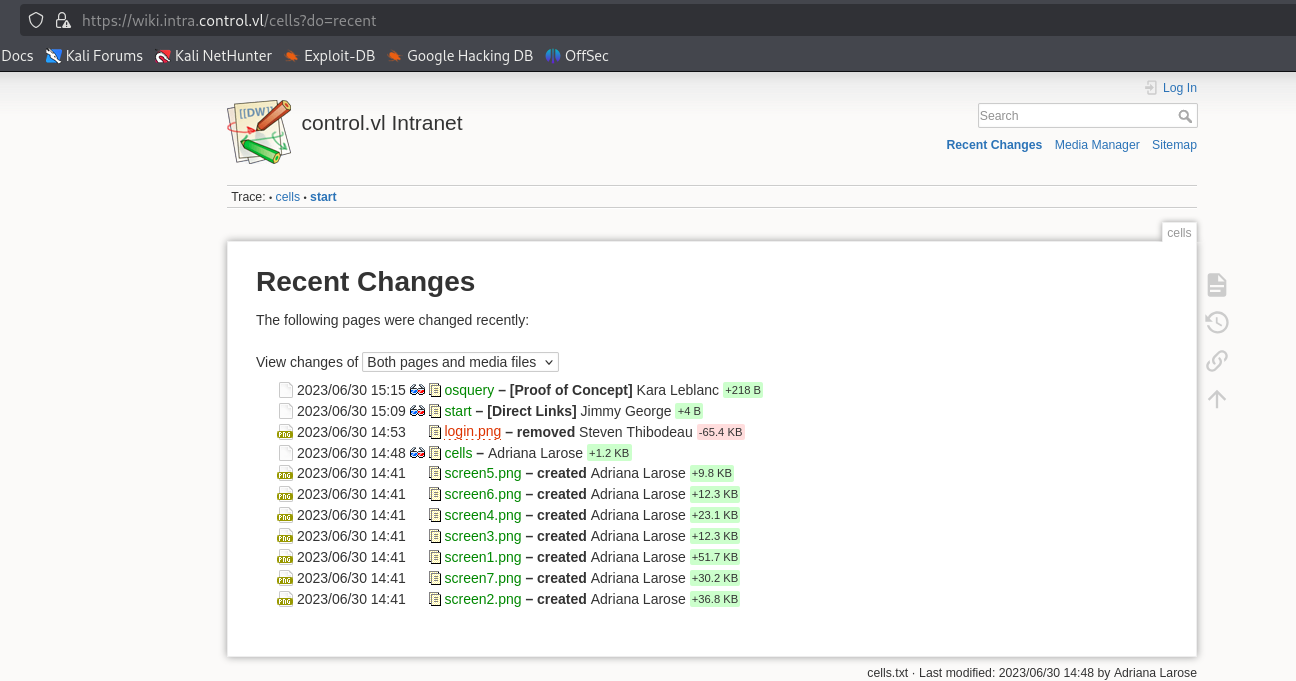 https://wiki.intra.control.vl/cells?do=recent
Docs Kali Forums Kali NetHunter Exploit-DB Google Hacking DB OffSec
Log In
[[DW]]
control.vl Intranet
Search
Recent Changes Media Manager Sitemap
Trace: • cells • start
cells
Recent Changes
The following pages were changed recently:
View changes of Both pages and media files
2023/06/30 15:15 osquery – [Proof of Concept] Kara Leblanc +218 B
2023/06/30 15:09 start – [Direct Links] Jimmy George +4 B
PNG 2023/06/30 14:53 login.png – removed Steven Thibodeau -65.4 KB
2023/06/30 14:48 cells – Adriana Larose +1.2 KB
PNG 2023/06/30 14:41 screen5.png – created Adriana Larose +9.8 KB
PNG 2023/06/30 14:41 screen6.png – created Adriana Larose +12.3 KB
PNG 2023/06/30 14:41 screen4.png – created Adriana Larose +23.1 KB
PNG 2023/06/30 14:41 screen3.png – created Adriana Larose +12.3 KB
PNG 2023/06/30 14:41 screen1.png – created Adriana Larose +51.7 KB
PNG 2023/06/30 14:41 screen7.png – created Adriana Larose +30.2 KB
PNG 2023/06/30 14:41 screen2.png – created Adriana Larose +36.8 KB
cells.txt · Last modified: 2023/06/30 14:48 by Adriana Larose